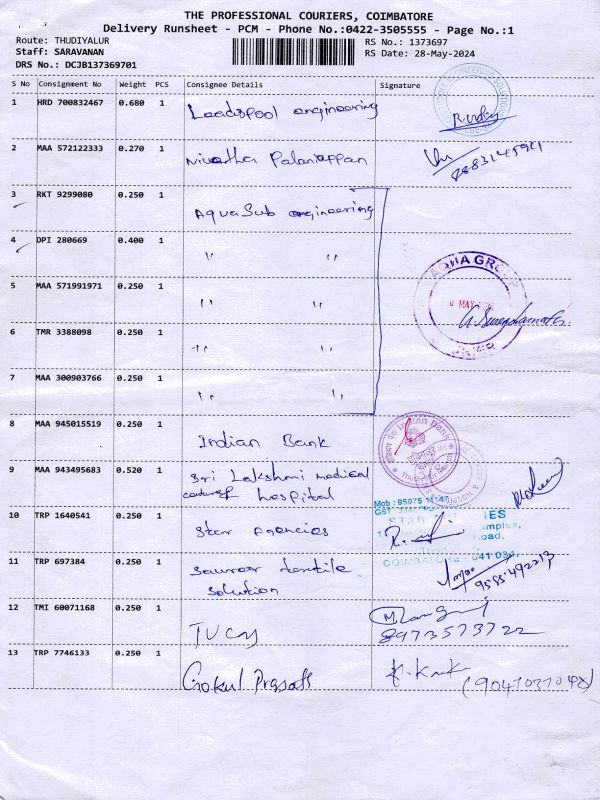 THE PROFESSIONAL COURIERS, COIMBATORE
Delivery Runsheet - PCM - Phone No.:0422-3505555 - Page No.:1
Route: THUDIYALUR RS No.: 1373697
Staff: SARAVANAN RS Date: 28-May-2024
DRS No.: DCJB137369701
S No Consignment No Weight PCS Consignee Details Signature
1 HRD 700832467 0.680 1 Leadspool engineering
2 MAA 572122333 0.270 1 Nivetha Palaniappan
3 RKT 9299080 0.250 1 Aqua Sub engineering
4 DPI 280669 0.400 1 " "
5 MAA 571991971 0.250 1 " "
6 TMR 3388098 0.250 1 " "
7 MAA 300903766 0.250 1 " "
8 MAA 945015519 0.250 1 Indian Bank
9 MAA 943495683 0.520 1 Sri Lakshmi medical
hospital
10 TRP 1640541 0.250 1 Star agencies
11 TRP 697384 0.250 1 textile
solution
12 TMI 60071168 0.250 1 8973573722
13 TRP 7746133 0.250 1 Gokul (9047037048)